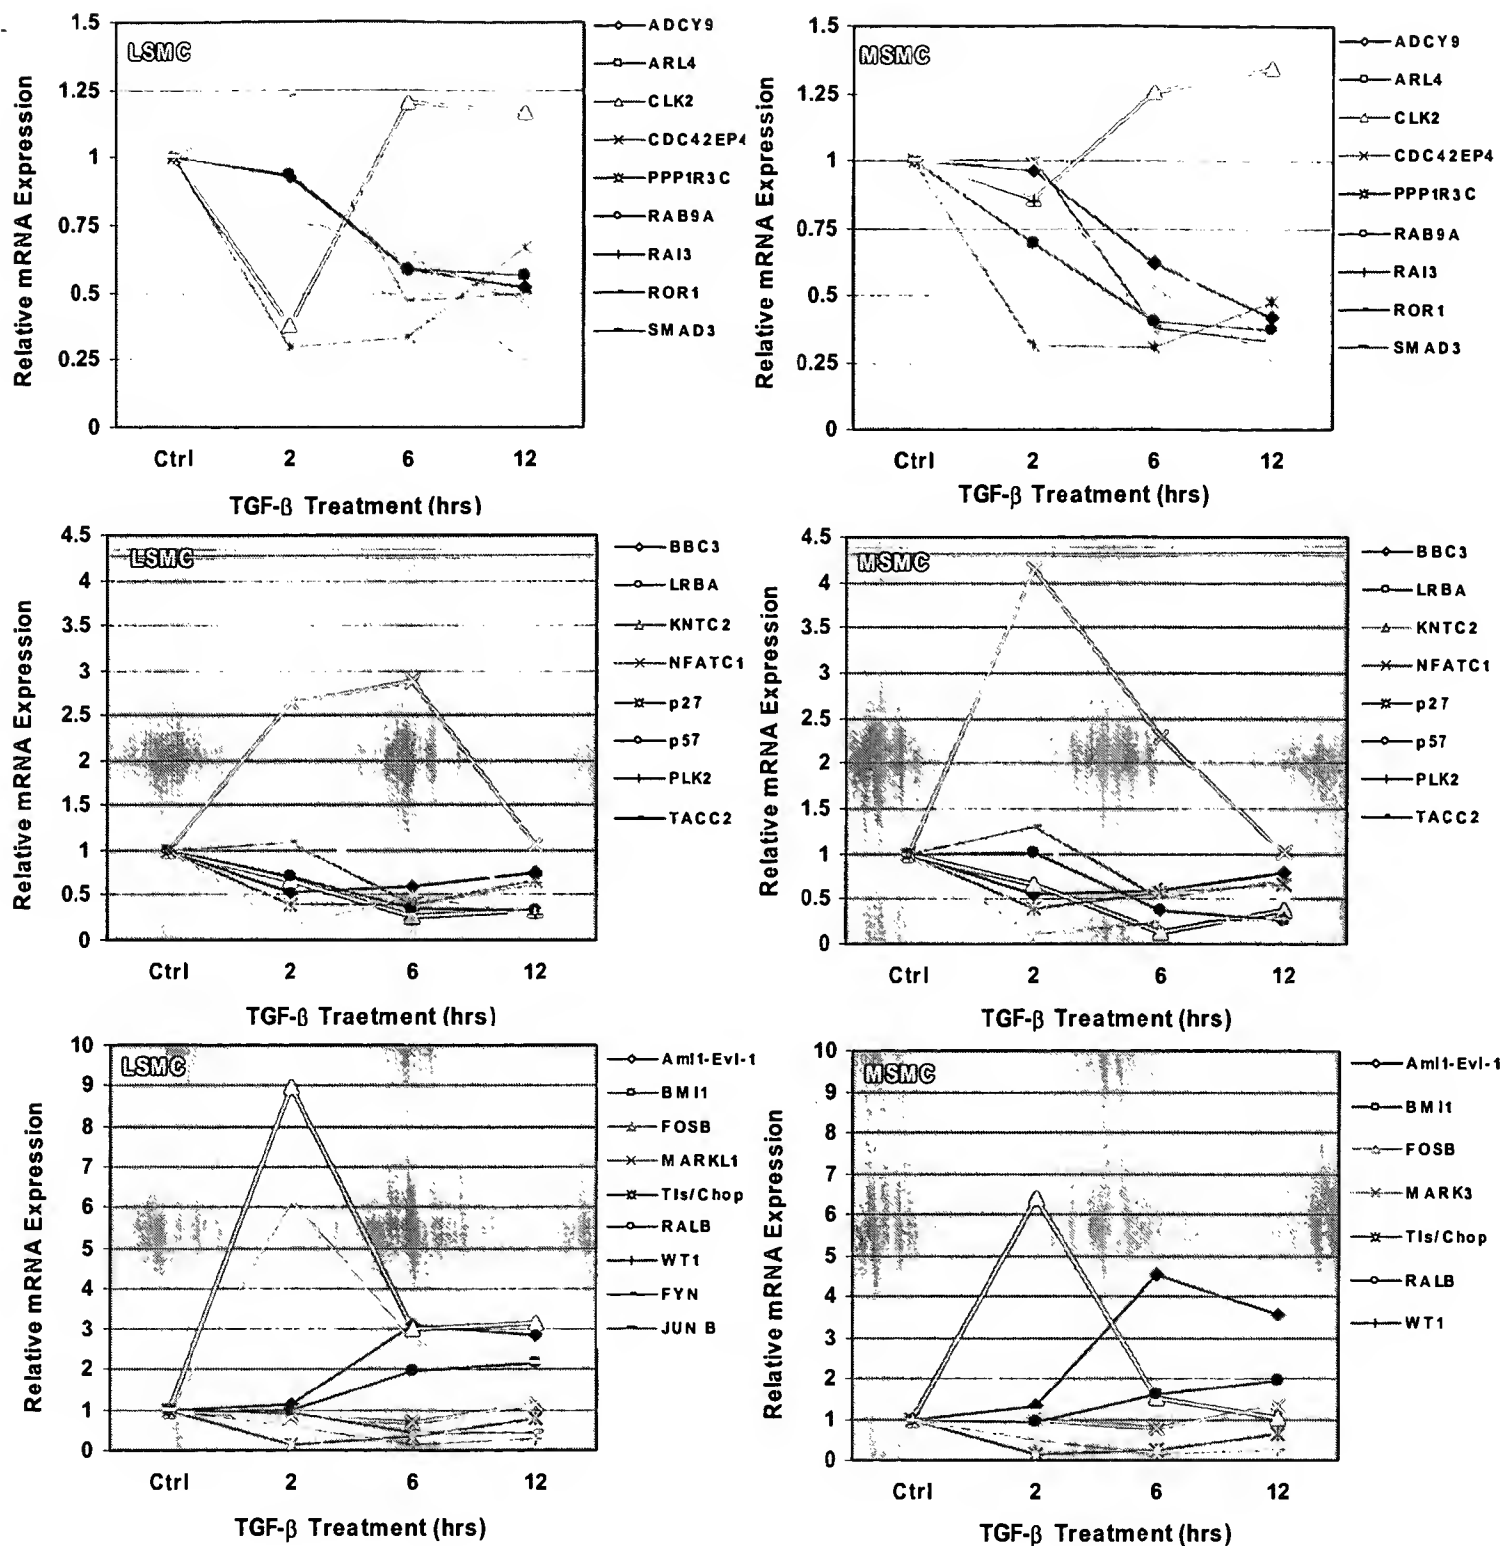 LSMC
Relative mRNA Expression
1.5
1.25
1
0.75
0.5
0.25
0
Ctrl 2 6 12
TGF-β Treatment (hrs)
ADCY9
ARL4
CLK2
CDC42EP4
PPP1R3C
RAB9A
RAI3
ROR1
SMAD3
MSMC
Relative mRNA Expression
1.5
1.25
1
0.75
0.5
0.25
0
Ctrl 2 6 12
TGF-β Treatment (hrs)
ADCY9
ARL4
CLK2
CDC42EP4
PPP1R3C
RAB9A
RAI3
ROR1
SMAD3
LSMC
Relative mRNA Expression
4.5
4
3.5
3
2.5
2
1.5
1
0.5
0
Ctrl 2 6 12
TGF-β Traetment (hrs)
BBC3
LRBA
KNTC2
NFATC1
p27
p57
PLK2
TACC2
MSMC
Relative mRNA Expression
4.5
4
3.5
3
2.5
2
1.5
1
0.5
0
Ctrl 2 6 12
TGF-β Treatment (hrs)
BBC3
LRBA
KNTC2
NFATC1
p27
p57
PLK2
TACC2
LSMC
Relative mRNA Expression
10
9
8
7
6
5
4
3
2
1
0
Ctrl 2 6 12
TGF-β Treatment (hrs)
Aml1-Evl-1
BMI1
FOSB
MARKL1
Tls/Chop
RALB
WT1
FYN
JUN B
MSMC
Relative mRNA Expression
10
9
8
7
6
5
4
3
2
1
0
Ctrl 2 6 12
TGF-β Treatment (hrs)
Aml1-Evl-1
BMI1
FOSB
MARK3
Tls/Chop
RALB
WT1